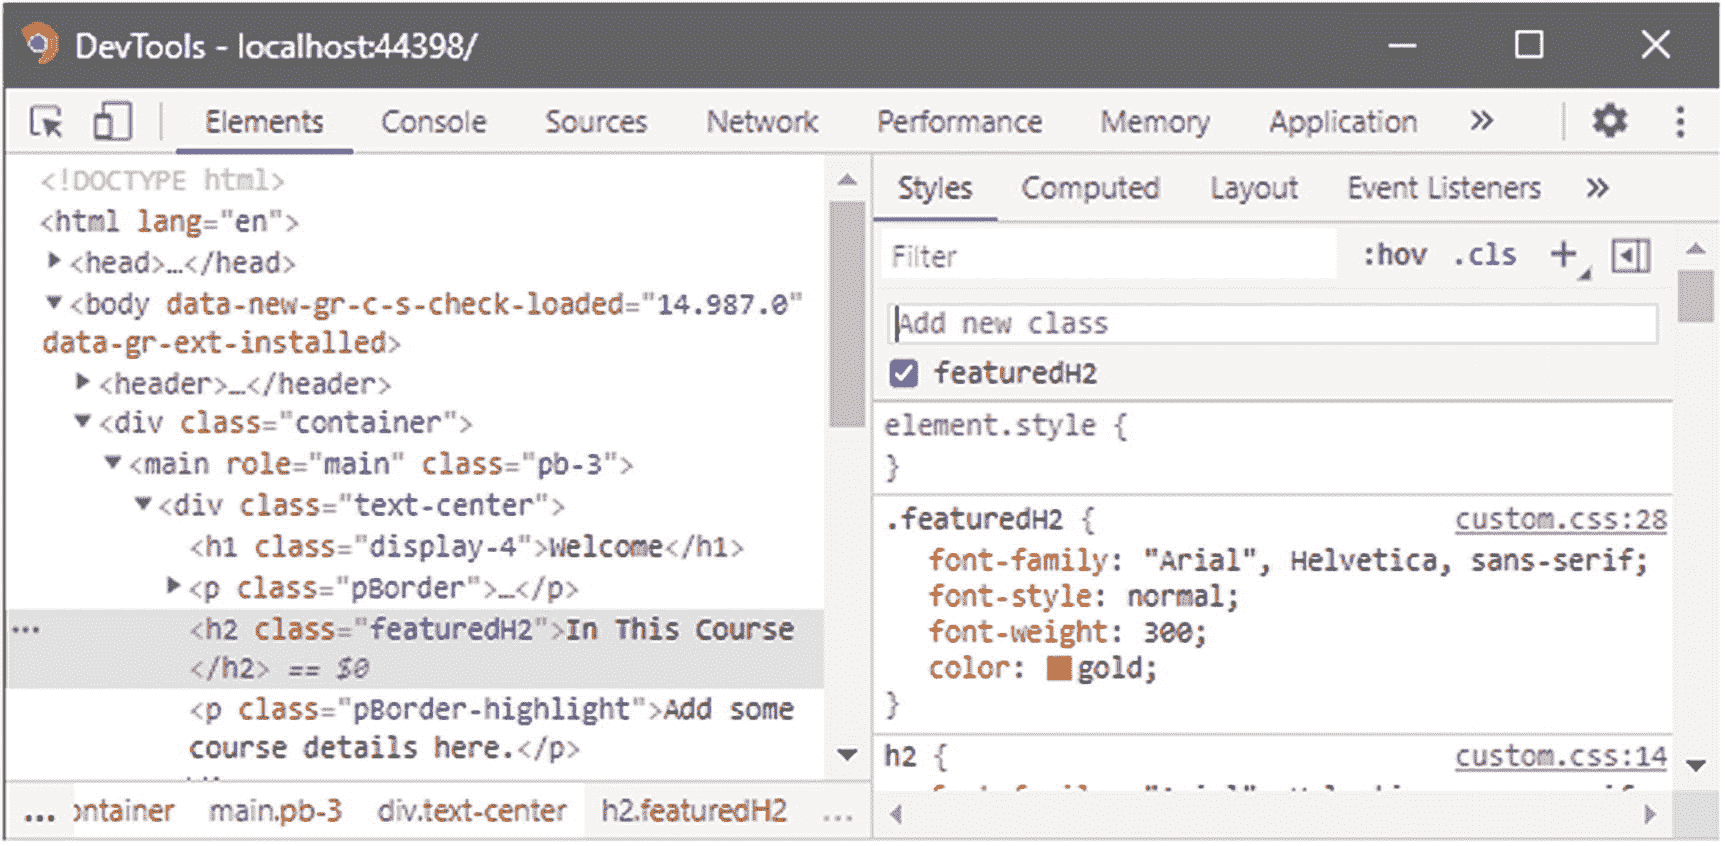 DevTools - localhost:44398/
Elements Console Sources Network Performance Memory Application »
<!DOCTYPE html>
<html lang="en">
<head>…</head>
<body data-new-gr-c-s-check-loaded="14.987.0"
data-gr-ext-installed>
<header>…</header>
<div class="container">
<main role="main" class="pb-3">
<div class="text-center">
<h1 class="display-4">Welcome</h1>
<p class="pBorder">…</p>
… <h2 class="featuredH2">In This Course
</h2> == $0
<p class="pBorder-highlight">Add some
course details here.</p>
… ontainer main.pb-3 div.text-center h2.featuredH2 …
Styles Computed Layout Event Listeners »
Filter :hov .cls +
Add new class
featuredH2
element.style {
}
.featuredH2 { custom.css:28
font-family: "Arial", Helvetica, sans-serif;
font-style: normal;
font-weight: 300;
color: gold;
}
h2 { custom.css:14